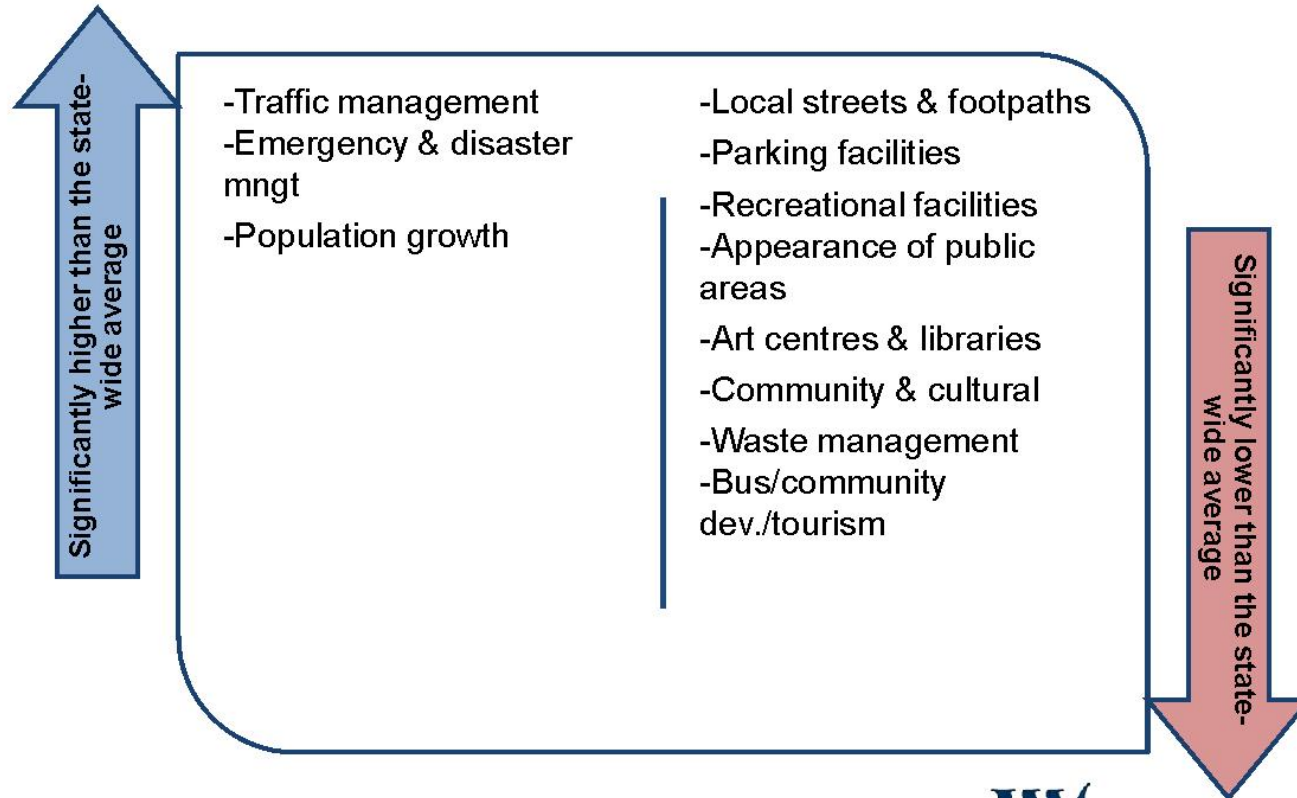 Significantly higher than the state-
wide average
-Traffic management
-Emergency & disaster
mngt
-Population growth
-Local streets & footpaths
-Parking facilities
-Recreational facilities
-Appearance of public
areas
-Art centres & libraries
-Community & cultural
-Waste management
-Bus/community
dev./tourism
Significantly lower than the state-
wide average